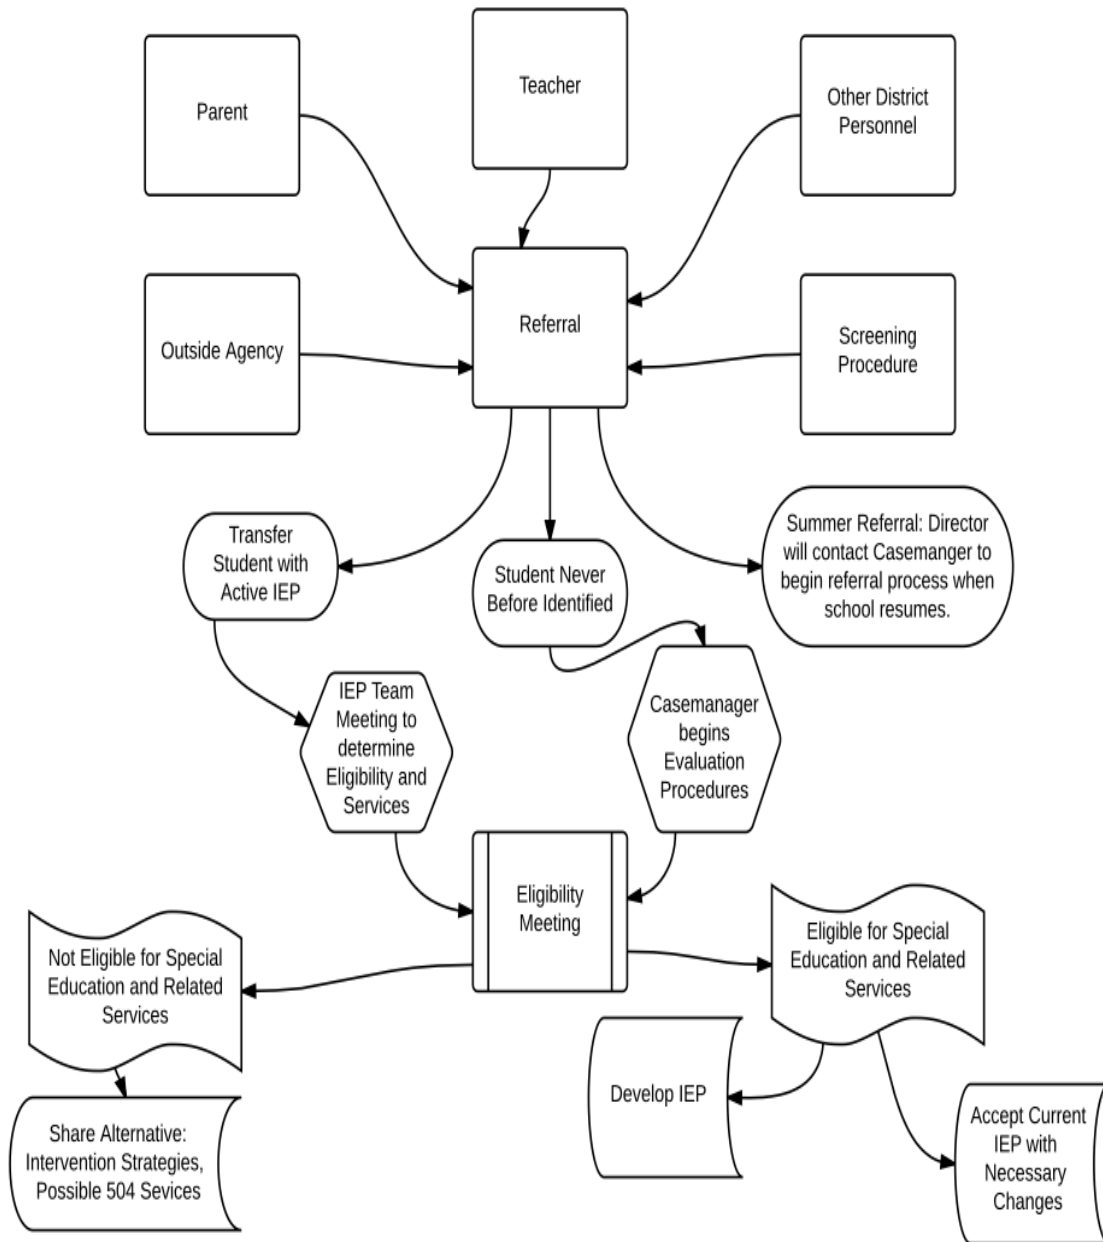 Parent
Teacher
Other District
Personnel
Outside Agency
Referral
Screening
Procedure
Transfer
Student with
Active IEP
Student Never
Before Identified
Summer Referral: Director
will contact Casemanger to
begin referral process when
school resumes.
IEP Team
Meeting to
determine
Eligibility and
Services
Casemanager
begins
Evaluation
Procedures
Eligibility
Meeting
Not Eligible for Special
Education and Related
Services
Eligible for Special
Education and Related
Services
Develop IEP
Share Alternative:
Intervention Strategies,
Possible 504 Sevices
Accept Current
IEP with
Necessary
Changes